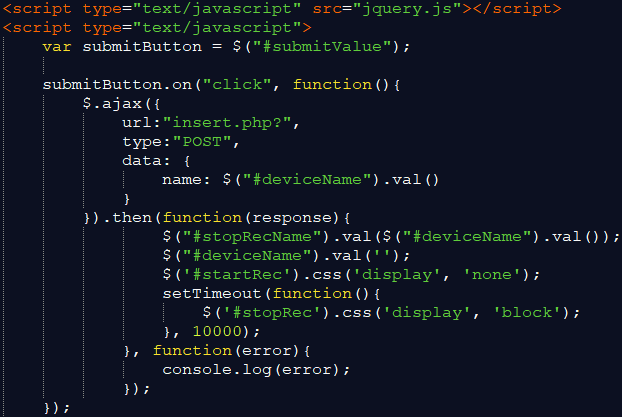 <script type="text/javascript" src="jquery.js"></script>
<script type="text/javascript">
    var submitButton = $("#submitValue");

    submitButton.on("click", function(){
        $.ajax({
            url:"insert.php?",
            type:"POST",
            data: {
                name: $("#deviceName").val()
            }
        }).then(function(response){
                $("#stopRecName").val($("#deviceName").val());
                $("#deviceName").val('');
                $('#startRec').css('display', 'none');
                setTimeout(function(){
                    $('#stopRec').css('display', 'block');
                }, 10000);
            }, function(error){
                console.log(error);
            });
    });